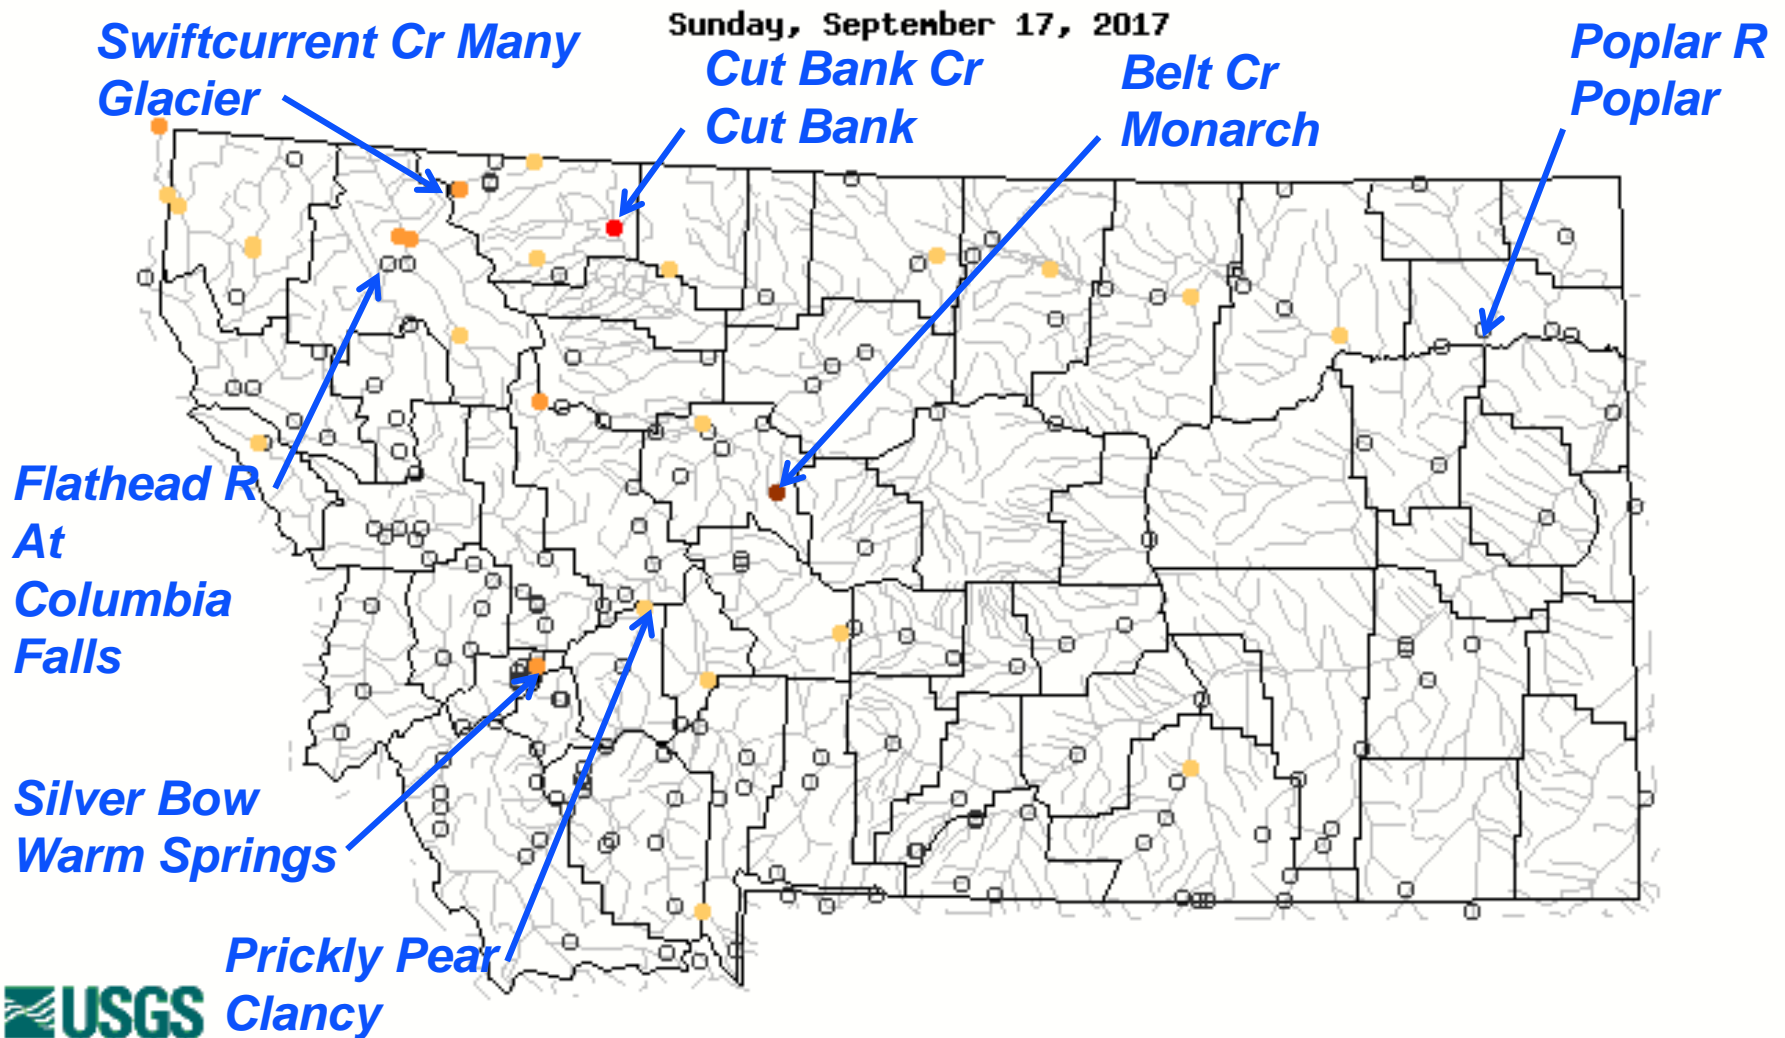 Sunday, September 17, 2017
Swiftcurrent Cr Many
Glacier
Cut Bank Cr
Cut Bank
Belt Cr
Monarch
Poplar R
Poplar
Flathead R
At
Columbia
Falls
Silver Bow
Warm Springs
Prickly Pear
Clancy
USGS